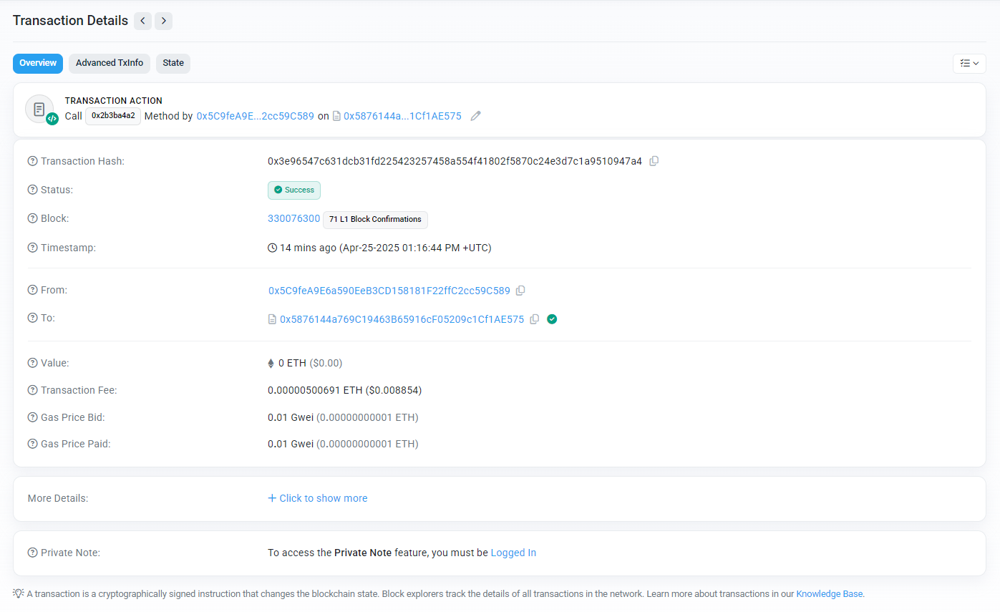 Transaction Details
Overview Advanced TxInfo State
TRANSACTION ACTION
Call 0x2b3ba4a2 Method by 0x5C9feA9E...2cc59C589 on 0x5876144a...1Cf1AE575
Transaction Hash: 0x3e96547c631dcb31fd225423257458a554f41802f5870c24e3d7c1a9510947a4
Status: Success
Block: 330076300 71 L1 Block Confirmations
Timestamp: 14 mins ago (Apr-25-2025 01:16:44 PM +UTC)
From: 0x5C9feA9E6a590EeB3CD158181F22ffC2cc59C589
To: 0x5876144a769C19463B65916cF05209c1Cf1AE575
Value: 0 ETH ($0.00)
Transaction Fee: 0.00000500691 ETH ($0.008854)
Gas Price Bid: 0.01 Gwei (0.00000000001 ETH)
Gas Price Paid: 0.01 Gwei (0.00000000001 ETH)
More Details: + Click to show more
Private Note: To access the Private Note feature, you must be Logged In
A transaction is a cryptographically signed instruction that changes the blockchain state. Block explorers track the details of all transactions in the network. Learn more about transactions in our Knowledge Base.